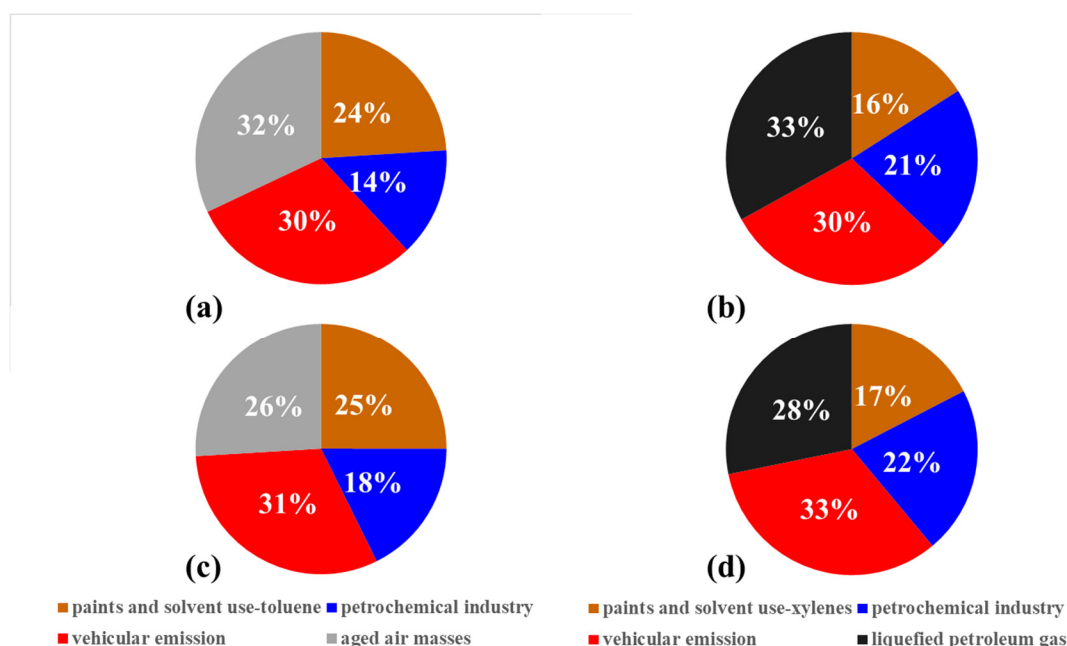 32%
24%
14%
30%
(a)
33%
16%
21%
30%
(b)
26%
25%
18%
31%
(c)
28%
17%
22%
33%
(d)
paints and solvent use-toluene
petrochemical industry
vehicular emission
aged air masses
paints and solvent use-xylenes
petrochemical industry
vehicular emission
liquefied petroleum gas